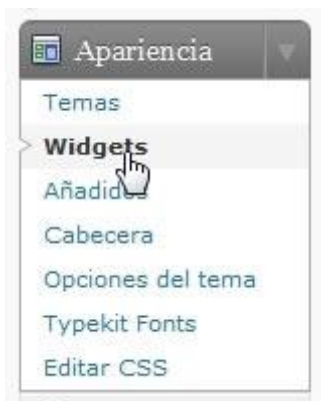 Apariencia
Temas
Widgets
Añadidos
Cabecera
Opciones del tema
Typekit Fonts
Editar CSS